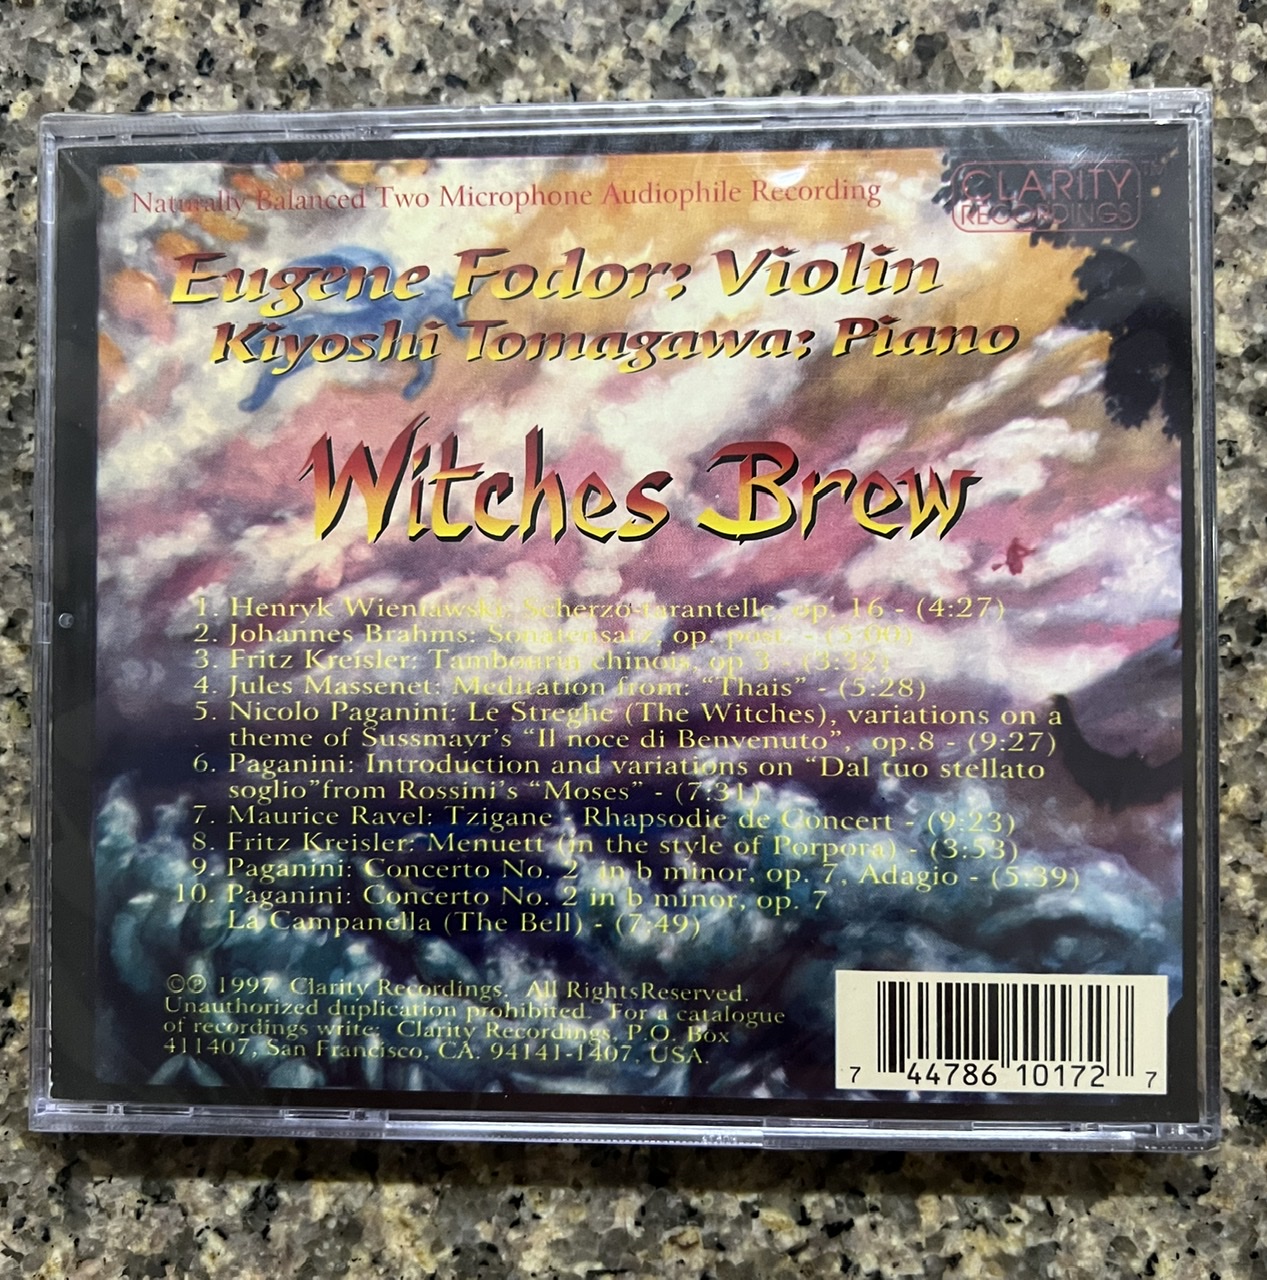 Naturally Balanced Two Microphone Audiophile Recording
CLARITY
RECORDINGS
TM
Eugene Fodor; Violin
Kiyoshi Tomagawa; Piano
Witches Brew
1. Henryk Wieniawski: Scherzo-tarantelle, op. 16 - (4:27)
2. Johannes Brahms: Sonatensatz, op. post. - (5:00)
3. Fritz Kreisler: Tambourin chinois, op 3 - (3:32)
4. Jules Massenet: Meditation from: “Thais” - (5:28)
5. Nicolo Paganini: Le Streghe (The Witches), variations on a
theme of Sussmayr's “Il noce di Benvenuto”, op.8 - (9:27)
6. Paganini: Introduction and variations on “Dal tuo stellato
soglio”from Rossini's “Moses” - (7:31)
7. Maurice Ravel: Tzigane - Rhapsodie de Concert - (9:23)
8. Fritz Kreisler: Menuett (in the style of Porpora) - (3:53)
9. Paganini: Concerto No. 2 in b minor, op. 7, Adagio - (5:39)
10. Paganini: Concerto No. 2 in b minor, op. 7
La Campanella (The Bell) - (7:49)
©℗ 1997 Clarity Recordings. All RightsReserved.
Unauthorized duplication prohibited. For a catalogue
of recordings write: Clarity Recordings, P.O. Box
411407, San Francisco, CA. 94141-1407, USA.
7 44786 10172 7